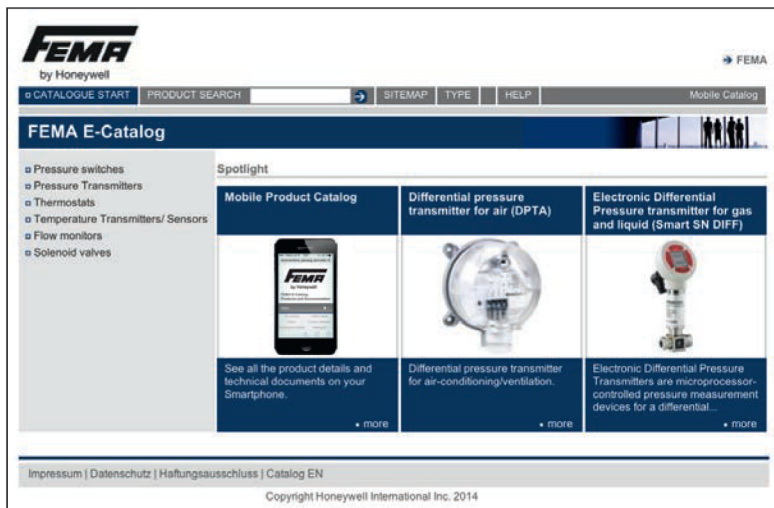 FEMA
by Honeywell
FEMA
CATALOGUE START PRODUCT SEARCH SITEMAP TYPE HELP Mobile Catalog
FEMA E-Catalog
Pressure switches
Pressure Transmitters
Thermostats
Temperature Transmitters/ Sensors
Flow monitors
Solenoid valves
Spotlight
Mobile Product Catalog
FEMA
by Honeywell
FEMA E-Catalog
See all the product details and
technical documents on your
Smartphone.
• more
Differential pressure
transmitter for air (DPTA)
Differential pressure transmitter
for air-conditioning/ventilation.
• more
Electronic Differential
Pressure transmitter for gas
and liquid (Smart SN DIFF)
Electronic Differential Pressure
Transmitters are microprocessor-
controlled pressure measurement
devices for a differential...
• more
Impressum | Datenschutz | Haftungsausschluss | Catalog EN
Copyright Honeywell International Inc. 2014